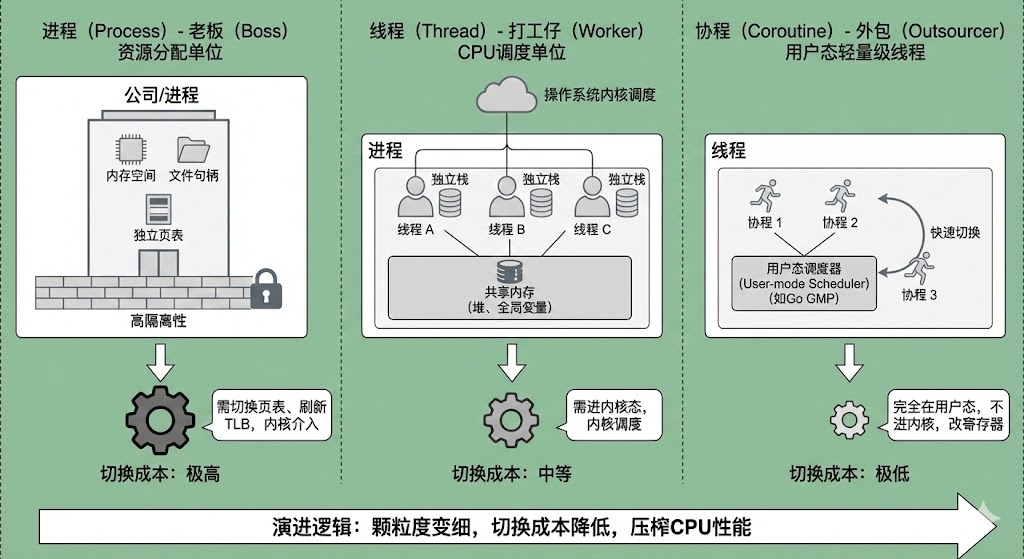 进程（Process）- 老板（Boss）
资源分配单位
公司/进程
内存空间
文件句柄
独立页表
高隔离性
需切换页表、刷新
TLB，内核介入
切换成本：极高
线程（Thread）- 打工仔（Worker）
CPU调度单位
操作系统内核调度
进程
独立栈
独立栈
独立栈
线程 A
线程 B
线程 C
共享内存
（堆、全局变量）
需进内核态，
内核调度
切换成本：中等
协程（Coroutine）- 外包（Outsourcer）
用户态轻量级线程
线程
协程 1
协程 2
快速切换
用户态调度器
(User-mode Scheduler)
(如Go GMP)
协程 3
完全在用户态，不
进内核，改寄存器
切换成本：极低
演进逻辑：颗粒度变细，切换成本降低，压榨CPU性能